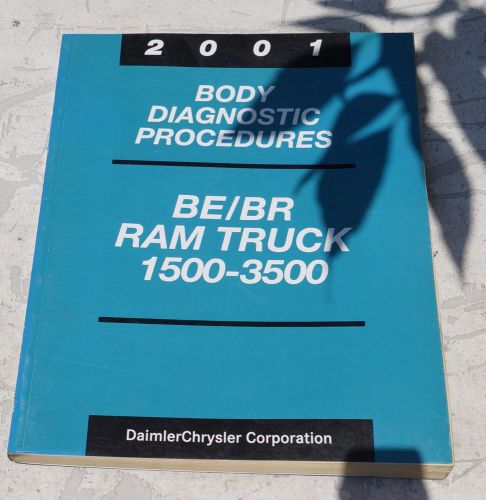 2001
BODY
DIAGNOSTIC
PROCEDURES
BE/BR
RAM TRUCK
1500-3500
DaimlerChrysler Corporation